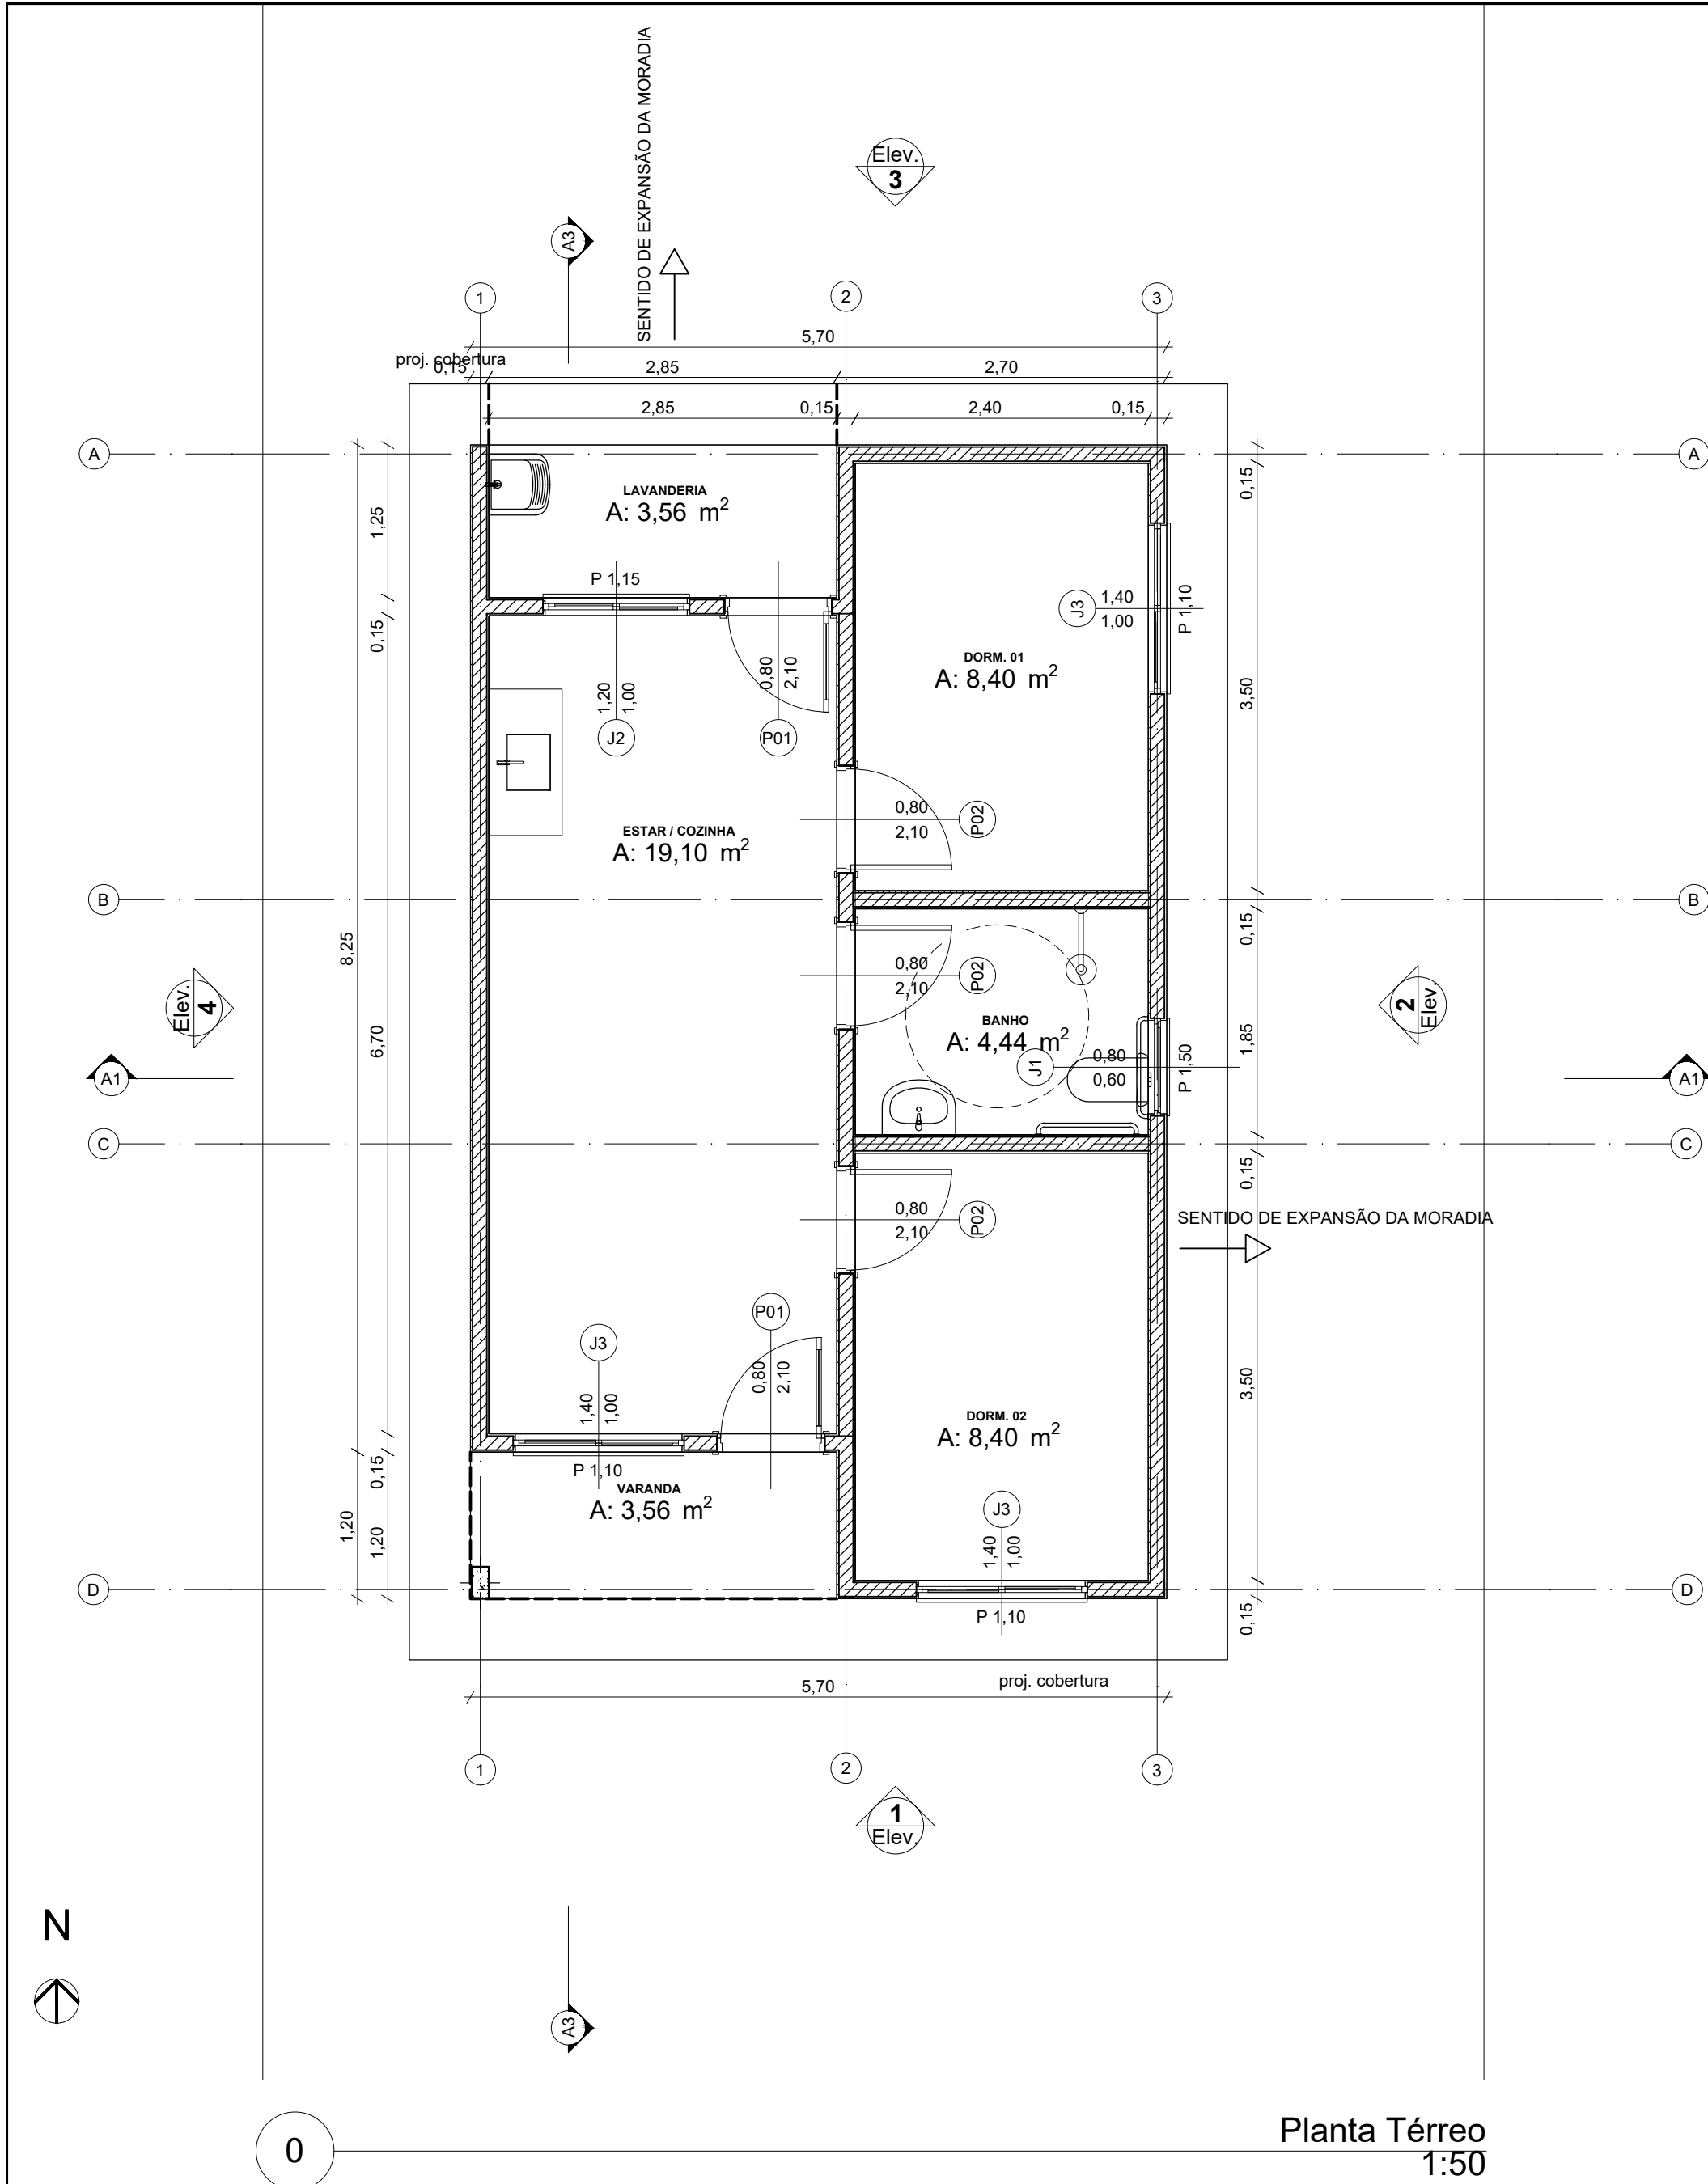 SENTIDO DE EXPANSÃO DA MORADIA
Elev.
3
A3
1
2
3
5,70
proj. cobertura
0,15
2,85
2,70
2,85
0,15
2,40
0,15
A
A
LAVANDERIA
A: 3,56 m²
1,25
0,15
P 1,15
0,15
J3
1,40
1,00
P 1,10
DORM. 01
A: 8,40 m²
0,80
2,10
1,20
1,00
J2
P01
3,50
0,80
2,10
P02
ESTAR / COZINHA
A: 19,10 m²
B
B
8,25
0,15
0,80
2,10
P02
Elev.
4
2
Elev.
BANHO
A: 4,44 m²
6,70
1,85
J1
0,80
0,60
P 1,50
A1
A1
C
C
0,15
0,80
2,10
P02
SENTIDO DE EXPANSÃO DA MORADIA
P01
J3
0,80
2,10
1,40
1,00
3,50
DORM. 02
A: 8,40 m²
0,15
P 1,10
VARANDA
A: 3,56 m²
J3
1,20
1,20
1,40
1,00
D
D
P 1,10
0,15
proj. cobertura
5,70
1
2
3
1
Elev.
N
A3
0
Planta Térreo
1:50